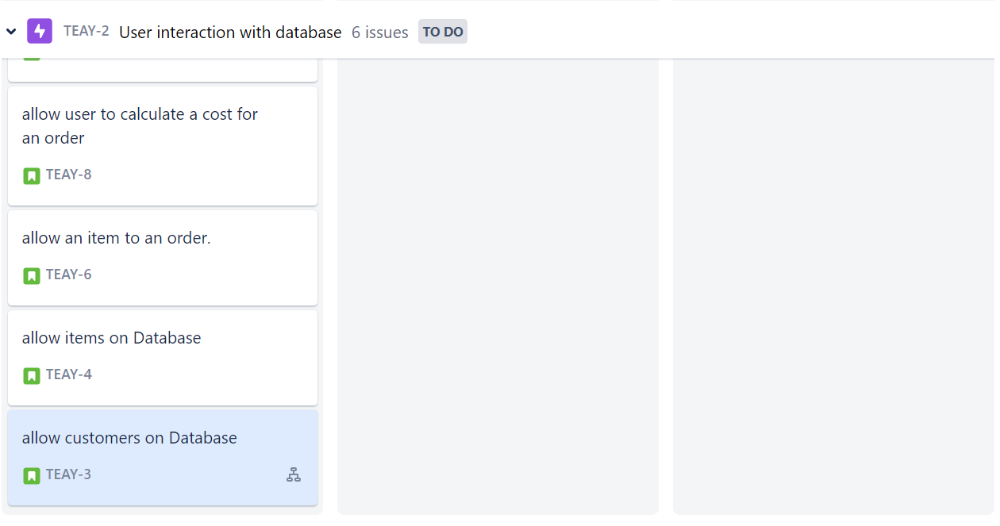 TEAY-2 User interaction with database 6 issues TO DO
allow user to calculate a cost for
an order
TEAY-8
allow an item to an order.
TEAY-6
allow items on Database
TEAY-4
allow customers on Database
TEAY-3